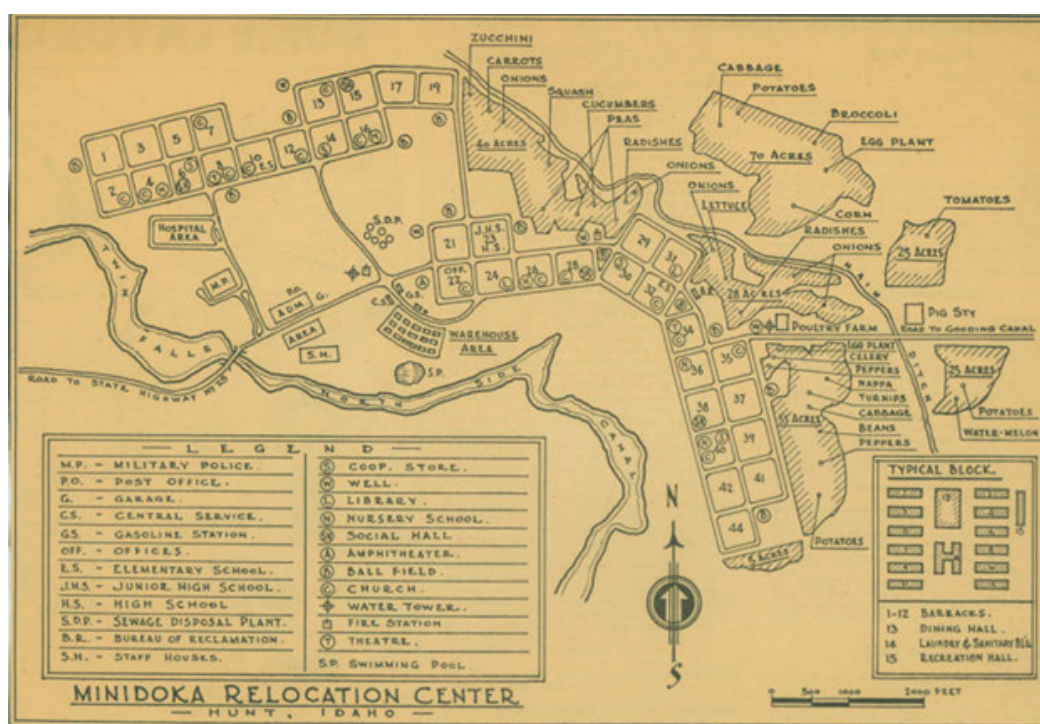 ZUCCHINI
CARROTS
ONIONS
SQUASH
CUCUMBERS
PEAS
RADISHES
ONIONS
CABBAGE
POTATOES
BROCCOLI
EGG PLANT
70 ACRES
CORM
40 ACRES
ONIONS
LETTUCE
RADISHES
ONIONS
28 ACRES
TOMATOES
25 ACRES
PIG STY
POULTRY FARM
ROAD TO GOODING CANAL
MAIN
DITCH
EGG PLANT
CELERY
PEPPERS
NAPPA
TURNIPS
CABBAGE
BEANS
PEPPERS
POTATOES
25 ACRES
POTATOES
WATER-MELON
5 ACRES
1 3 5 7
2 4 6 8 10 E.S. 12
13 15 17 19
14 16
21 J.H.S. 23 H.S.
OFF. 22 24 26 28
29 31
30 32 E.S.
B.R.
34 35
36 37
38 39
40 41
42
44
HOSPITAL
AREA
M.P.
S.D.P.
P.O.
ADM. G.
AREA
S.H.
C.S.
G.S.
WAREHOUSE
AREA
S.P.
TWIN FALLS
NORTH SIDE CANAL
ROAD TO STATE HIGHWAY Nº 25
LEGEND
M.P. - MILITARY POLICE.
P.O. - POST OFFICE.
G. - GARAGE.
C.S. - CENTRAL SERVICE.
G.S. - GASOLINE STATION.
OFF. - OFFICES.
E.S. - ELEMENTARY SCHOOL.
J.H.S. - JUNIOR HIGH SCHOOL.
H.S. - HIGH SCHOOL
S.D.P. - SEWAGE DISPOSAL PLANT.
B.R. - BUREAU OF RECLAMATION.
S.H. - STAFF HOUSES.
S COOP. STORE.
W WELL.
L LIBRARY.
N NURSERY SCHOOL.
SH SOCIAL HALL
A AMPHITHEATER.
B BALL FIELD.
C CHURCH.
WATER TOWER.
FIRE STATION
T THEATRE.
S.P. SWIMMING POOL
N
S
TYPICAL BLOCK.
1-12 BARRACKS.
13 DINING HALL.
14 LAUNDRY & SANITARY BL'G.
15 RECREATION HALL.
0 500 1000 2000 FEET
MINIDOKA RELOCATION CENTER
HUNT, IDAHO